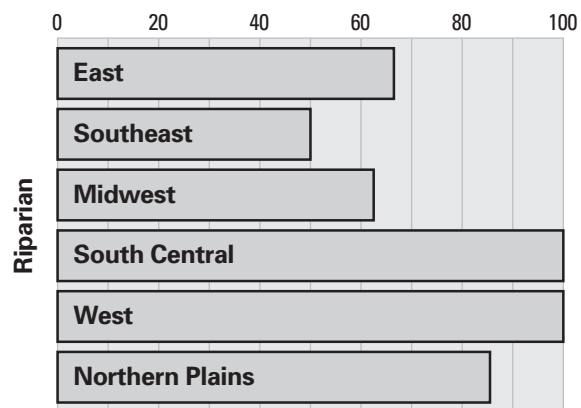 0 20 40 60 80 100
East
Southeast
Midwest
Riparian
South Central
West
Northern Plains